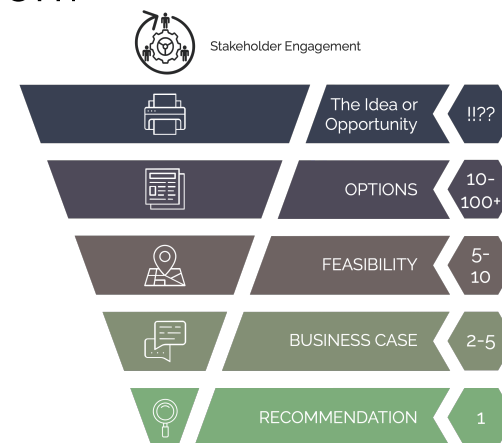 Stakeholder Engagement
The Idea or
Opportunity
!!??
OPTIONS
10-
100+
FEASIBILITY
5-
10
BUSINESS CASE
2-5
RECOMMENDATION
1